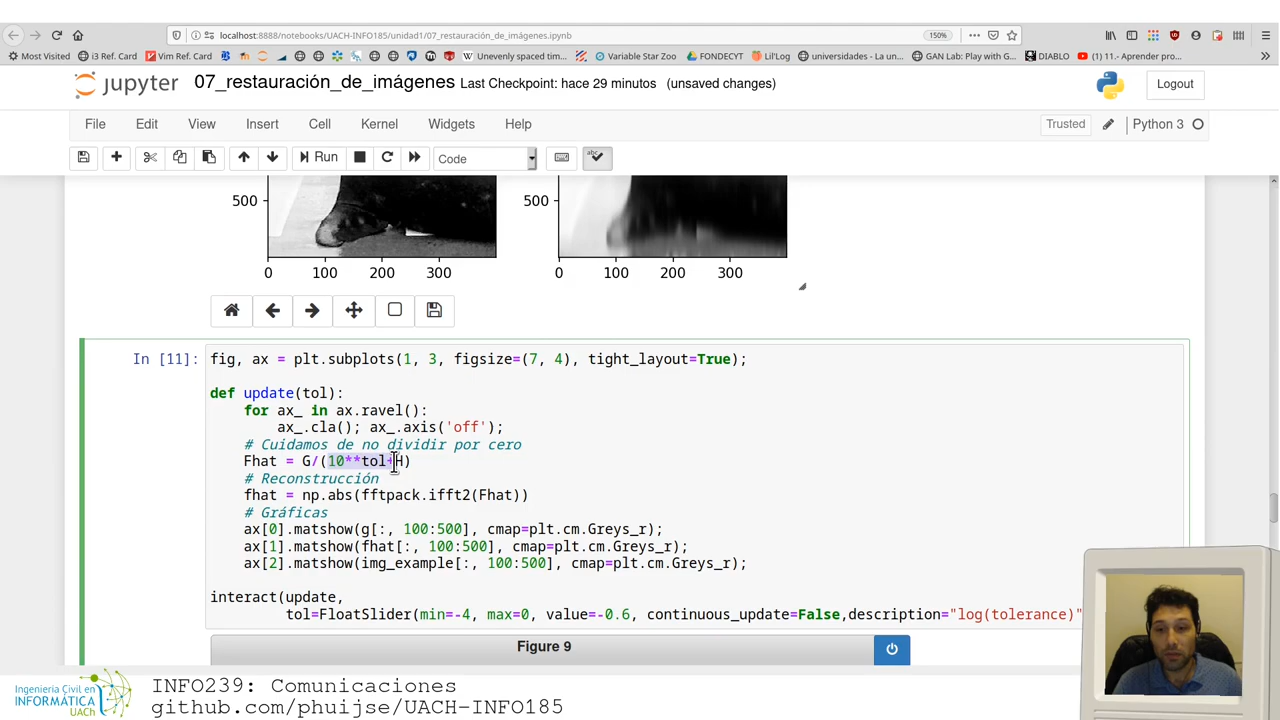 localhost:8888/notebooks/UACH-INFO185/unidad1/07_restauración_de_imágenes.ipynb
150%
Most Visited
i3 Ref Card
Vim Ref Card
Unevenly spaced tim...
Variable Star Zoo
FONDECYT
Lil'Log
universidades - La un...
GAN Lab: Play with G...
DIABLO
(1) 11.- Aprender pro...
jupyter 07_restauración_de_imágenes Last Checkpoint: hace 29 minutos (unsaved changes)
Logout
File Edit View Insert Cell Kernel Widgets Help
Trusted
Python 3
Run
Code
500
500
0 100 200 300
0 100 200 300
In [11]:
fig, ax = plt.subplots(1, 3, figsize=(7, 4), tight_layout=True);
def update(tol):
for ax_ in ax.ravel():
ax_.cla(); ax_.axis('off');
# Cuidamos de no dividir por cero
Fhat = G/(10**tol+H)
# Reconstrucción
fhat = np.abs(fftpack.ifft2(Fhat))
# Gráficas
ax[0].matshow(g[:, 100:500], cmap=plt.cm.Greys_r);
ax[1].matshow(fhat[:, 100:500], cmap=plt.cm.Greys_r);
ax[2].matshow(img_example[:, 100:500], cmap=plt.cm.Greys_r);
interact(update,
tol=FloatSlider(min=-4, max=0, value=-0.6, continuous_update=False,description="log(tolerance)"
Figure 9
Ingeniería Civil en
INFORMÁTICA
UACh
INFO239: Comunicaciones
github.com/phuijse/UACH-INFO185